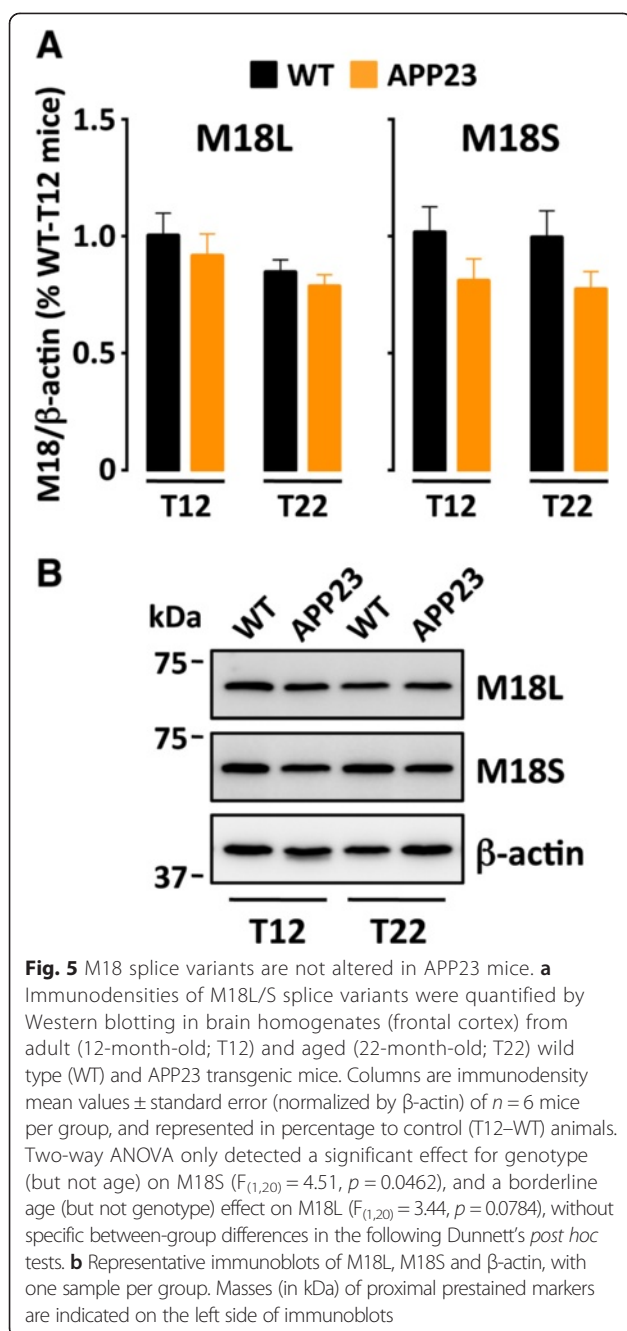 A
WT APP23
M18/β-actin (% WT-T12 mice)
1.5
1.0
0.5
0
M18L
M18S
T12 T22 T12 T22
B
kDa
WT APP23 WT APP23
75
M18L
75
M18S
β-actin
37
T12 T22
Fig. 5 M18 splice variants are not altered in APP23 mice. a
Immunodensities of M18L/S splice variants were quantified by
Western blotting in brain homogenates (frontal cortex) from
adult (12-month-old; T12) and aged (22-month-old; T22) wild
type (WT) and APP23 transgenic mice. Columns are immunodensity
mean values ± standard error (normalized by β-actin) of n = 6 mice
per group, and represented in percentage to control (T12–WT) animals.
Two-way ANOVA only detected a significant effect for genotype
(but not age) on M18S (F(1,20) = 4.51, p = 0.0462), and a borderline
age (but not genotype) effect on M18L (F(1,20) = 3.44, p = 0.0784), without
specific between-group differences in the following Dunnett's post hoc
tests. b Representative immunoblots of M18L, M18S and β-actin, with
one sample per group. Masses (in kDa) of proximal prestained markers
are indicated on the left side of immunoblots